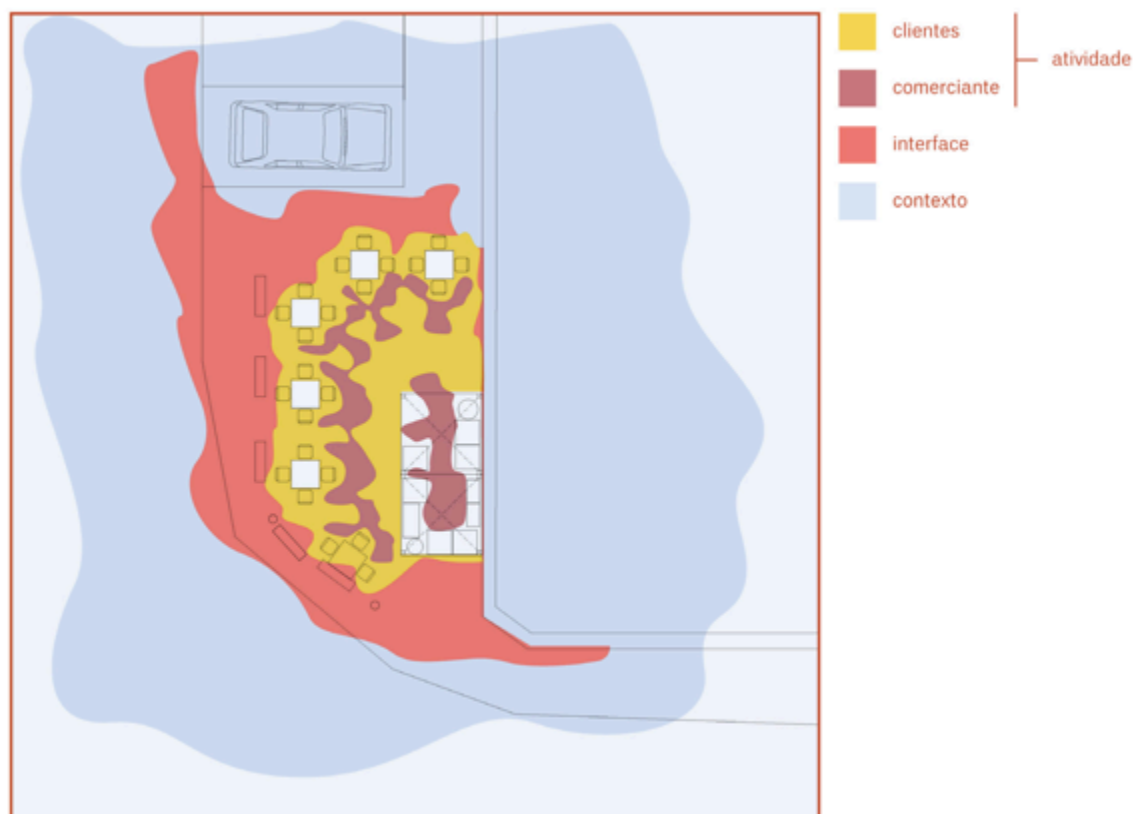 clientes
atividade
comerciante
interface
contexto